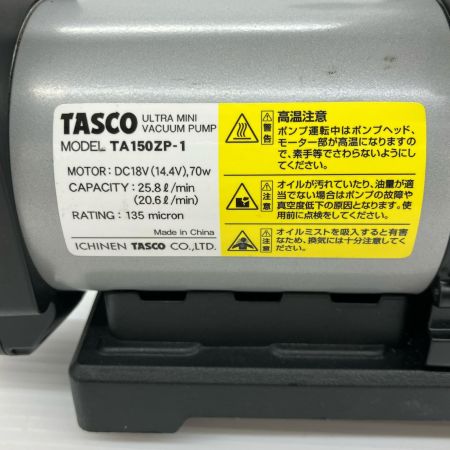 TASCO ULTRA MINI
VACUUM PUMP
MODEL TA150ZP-1
MOTOR: DC18V (14.4V),70w
CAPACITY: 25.8ℓ/min
(20.6ℓ/min)
RATING: 135 micron
Made in China
ICHINEN TASCO CO.,LTD.
警告
高温注意
ポンプ運転中はポンプヘッド、
モーター部が高温になりますの
で、素手等でさわらないようにし
てください。
注意
オイルが汚れていたり、油量が適
当でない場合はポンプの故障や
真空度低下の原因となります。使
用前に点検をしてください。
注意
オイルミストを吸入すると有害
なため、換気には十分注意してく
ださい。